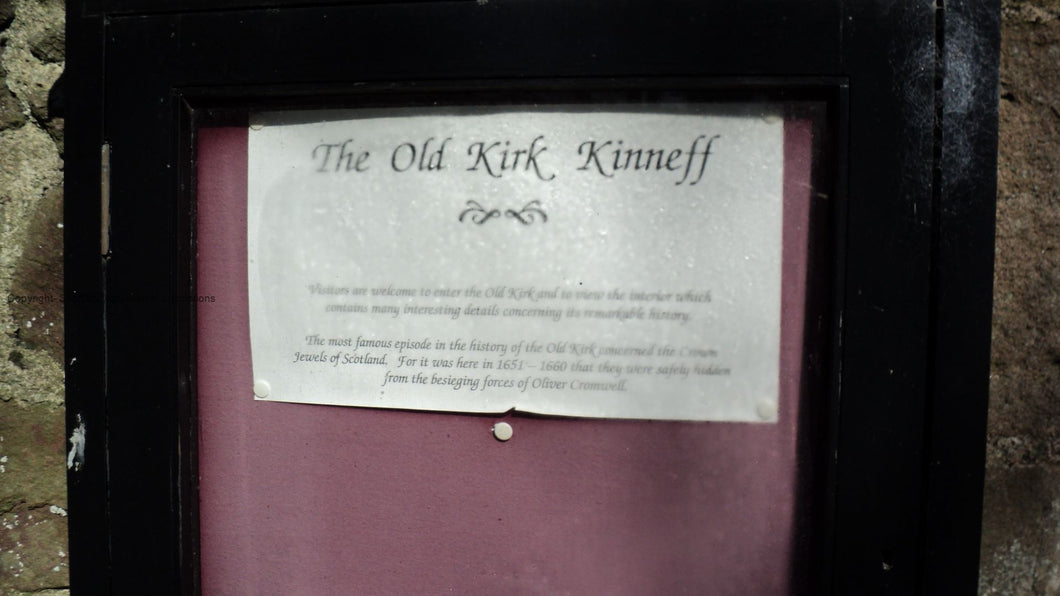 The Old Kirk Kinneff
Visitors are welcome to enter the Old Kirk and to view the interior which
contains many interesting details concerning its remarkable history.
The most famous episode in the history of the Old Kirk concerned the Crown
Jewels of Scotland. For it was here in 1651 – 1660 that they were safely hidden
from the besieging forces of Oliver Cromwell.
Copyright